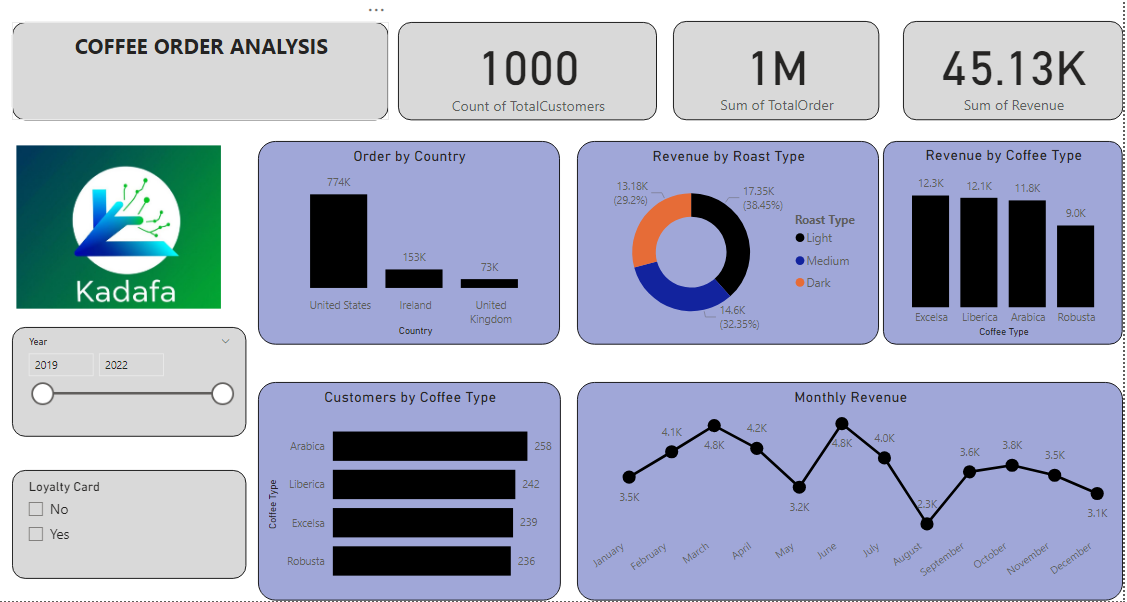 COFFEE ORDER ANALYSIS
1000
Count of TotalCustomers
1M
Sum of TotalOrder
45.13K
Sum of Revenue
Kadafa
Year
2019
2022
Loyalty Card
No
Yes
Order by Country
774K
153K
73K
United States
Ireland
United
Kingdom
Country
Revenue by Roast Type
13.18K
(29.2%)
17.35K
(38.45%)
14.6K
(32.35%)
Roast Type
Light
Medium
Dark
Revenue by Coffee Type
12.3K
12.1K
11.8K
9.0K
Excelsa
Liberica
Arabica
Robusta
Coffee Type
Customers by Coffee Type
Coffee Type
Arabica
258
Liberica
242
Excelsa
239
Robusta
236
Monthly Revenue
3.5K
4.1K
4.8K
4.2K
3.2K
4.8K
4.0K
2.3K
3.6K
3.8K
3.5K
3.1K
January
February
March
April
May
June
July
August
September
October
November
December